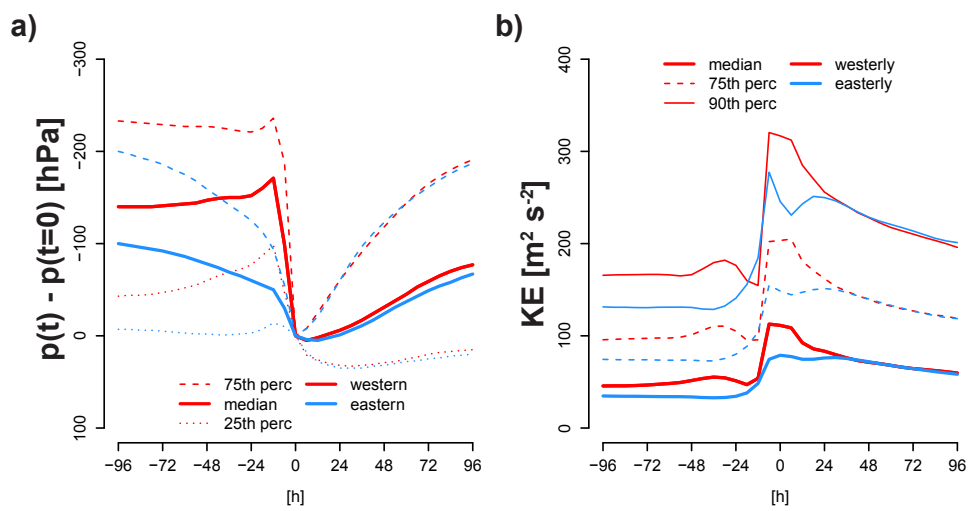 a)
p(t) - p(t=0) [hPa]
-300
-200
-100
0
100
75th perc
median
25th perc
western
eastern
−96 −72 −48 −24 0 24 48 72 96
[h]
b)
KE [m² s⁻²]
400
300
200
100
0
median
75th perc
90th perc
westerly
easterly
−96 −72 −48 −24 0 24 48 72 96
[h]